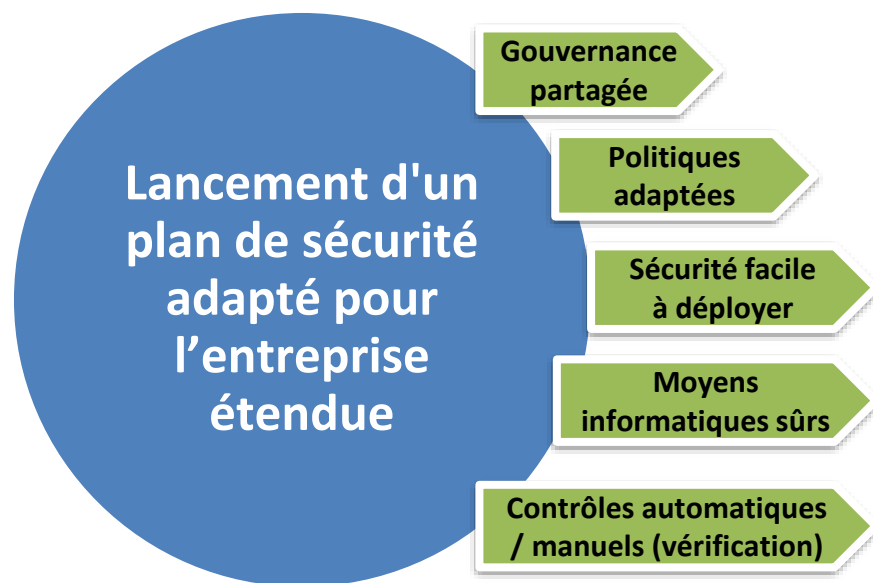 Lancement d'un
plan de sécurité
adapté pour
l’entreprise
étendue
Gouvernance
partagée
Politiques
adaptées
Sécurité facile
à déployer
Moyens
informatiques sûrs
Contrôles automatiques
/ manuels (vérification)